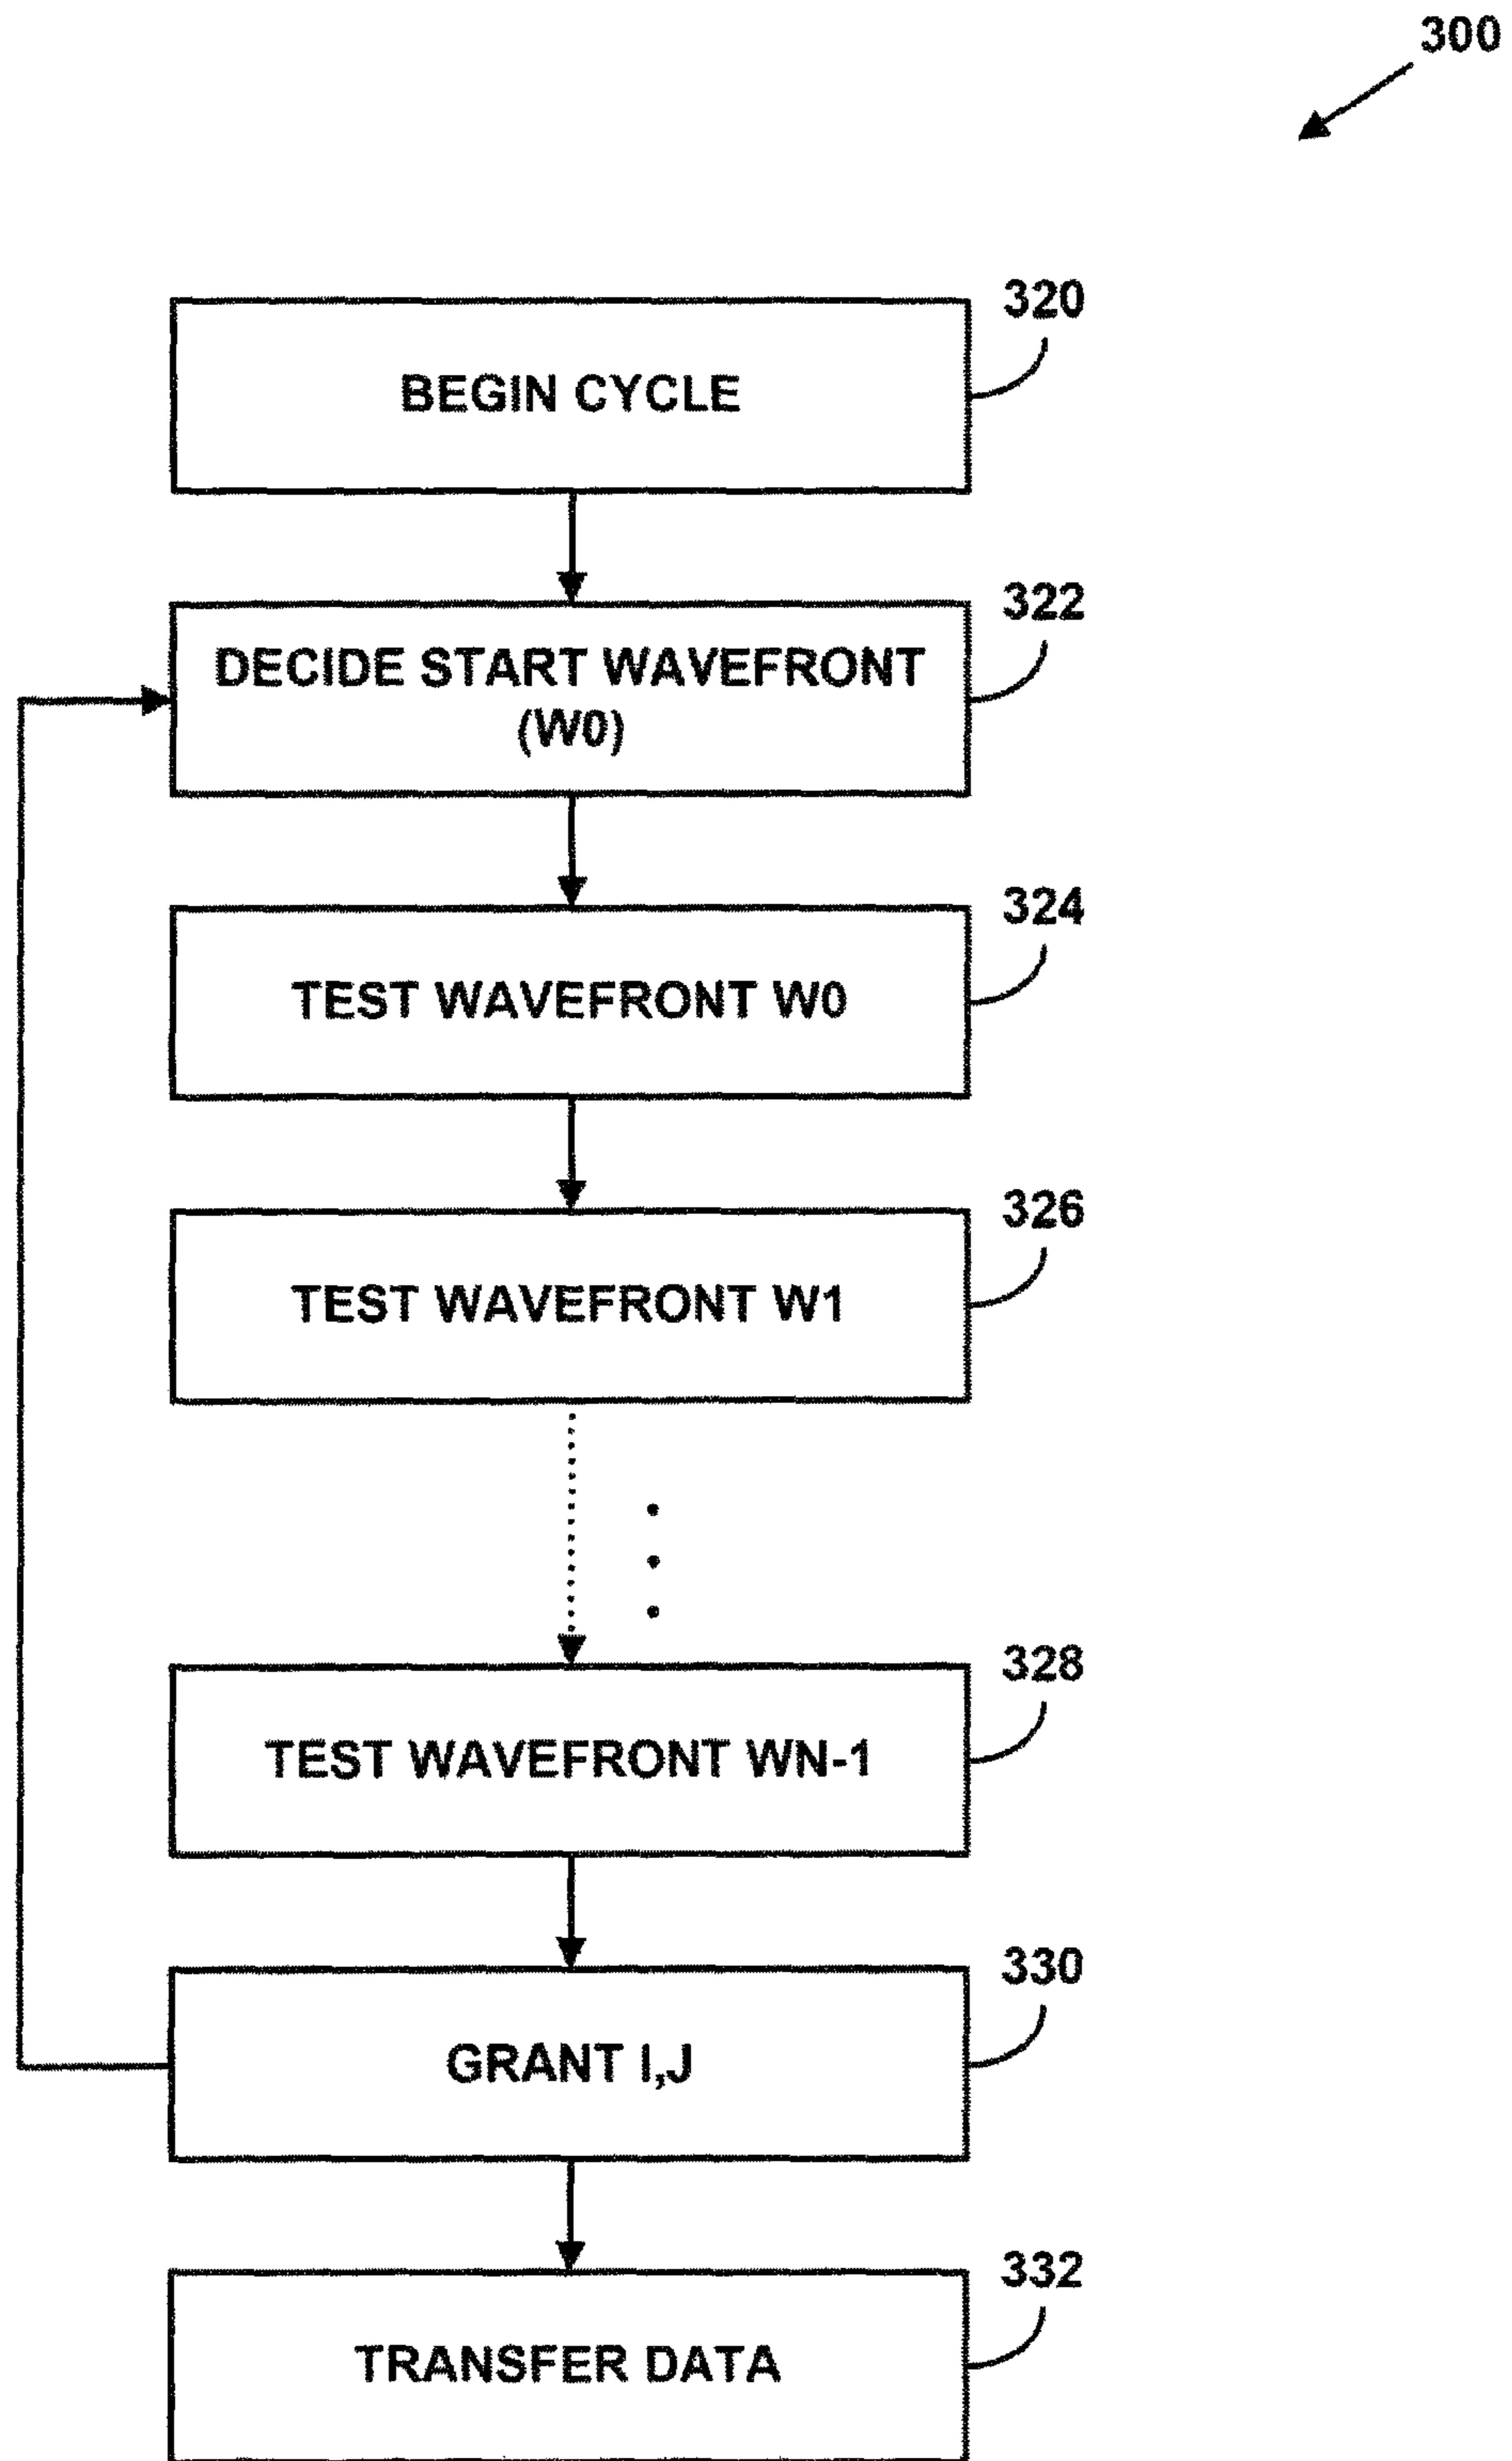 300
320
BEGIN CYCLE
322
DECIDE START WAVEFRONT
(W0)
324
TEST WAVEFRONT W0
326
TEST WAVEFRONT W1
328
TEST WAVEFRONT WN-1
330
GRANT I,J
332
TRANSFER DATA